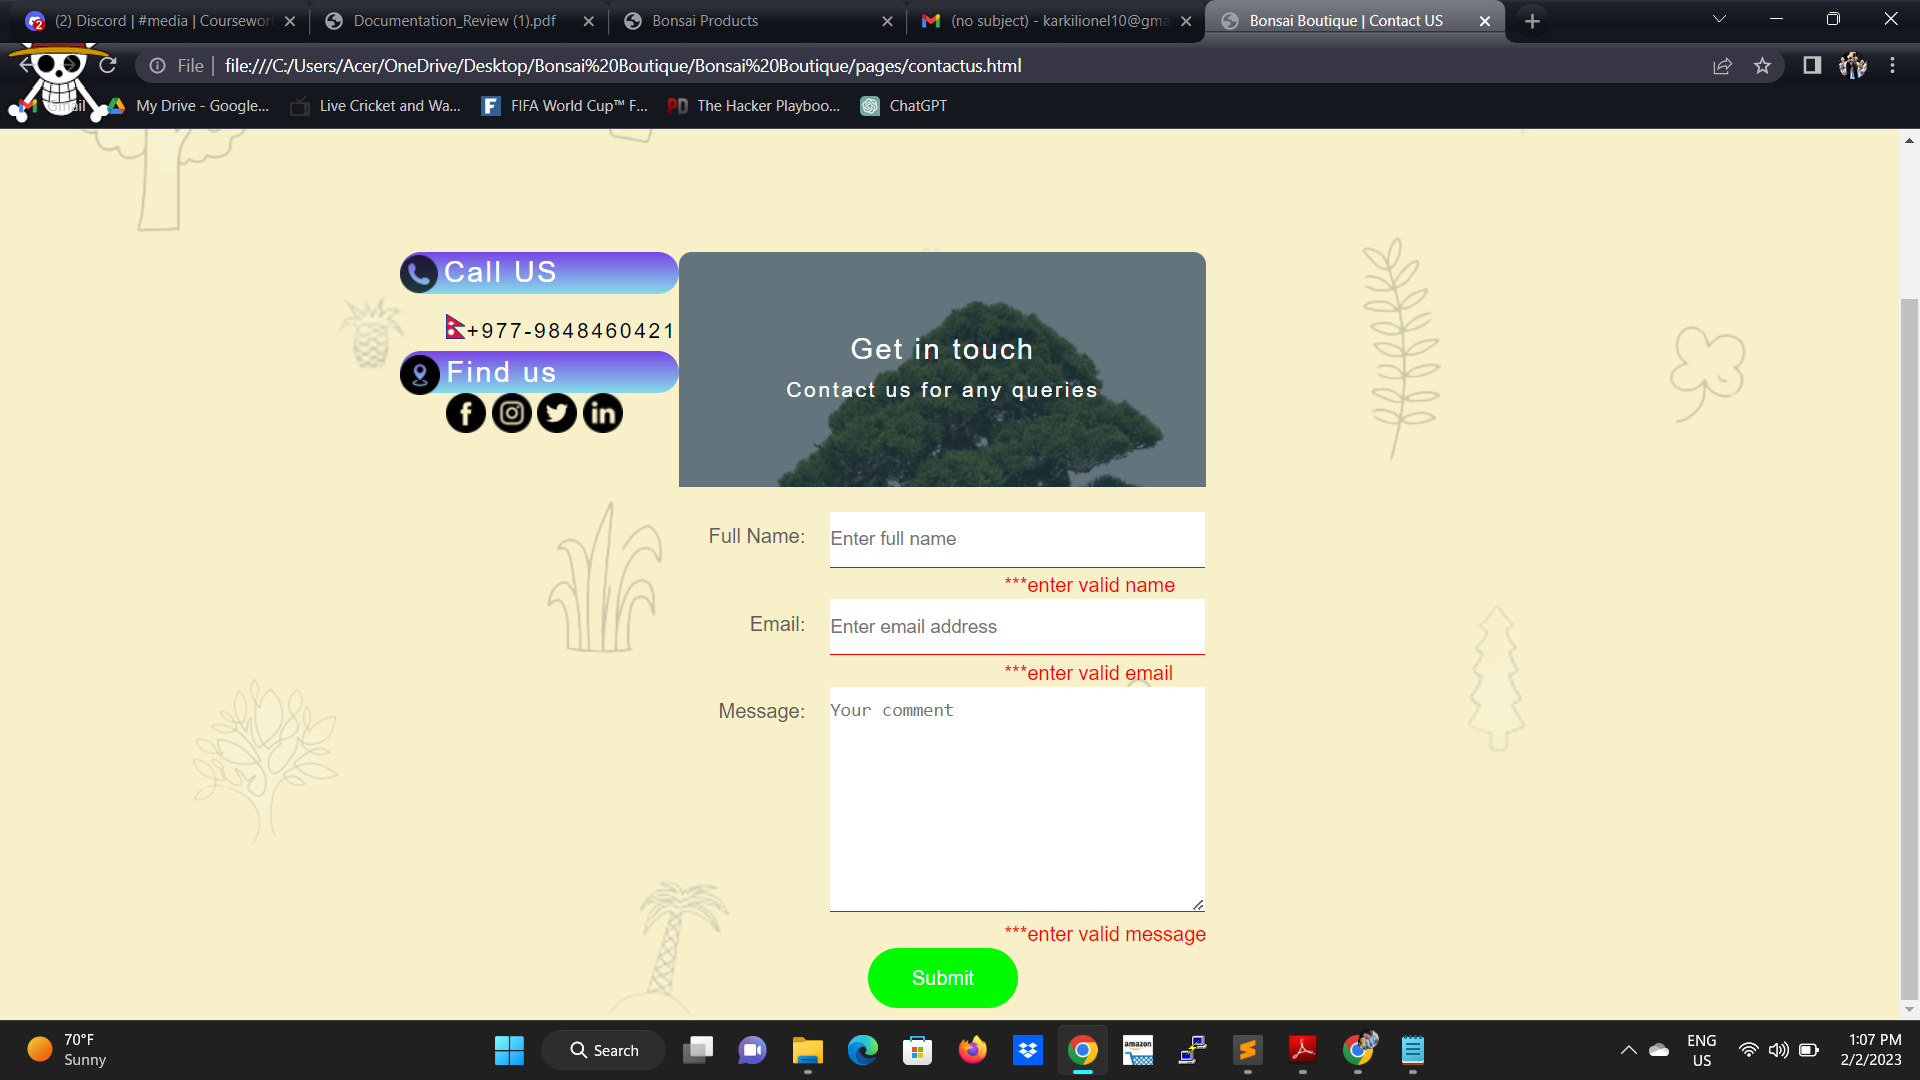 (2) Discord | #media | Coursewor
Documentation_Review (1).pdf
Bonsai Products
(no subject) - karkilionel10@gma
Bonsai Boutique | Contact US
File | file:///C:/Users/Acer/OneDrive/Desktop/Bonsai%20Boutique/Bonsai%20Boutique/pages/contactus.html
Gmail
My Drive - Google...
Live Cricket and Wa...
FIFA World Cup™ F...
PD The Hacker Playboo...
ChatGPT
Call US
+977-9848460421
Find us
Get in touch
Contact us for any queries
Full Name:
Enter full name
***enter valid name
Email:
Enter email address
***enter valid email
Message:
Your comment
***enter valid message
Submit
70°F
Sunny
Search
amazon
ENG
US
1:07 PM
2/2/2023